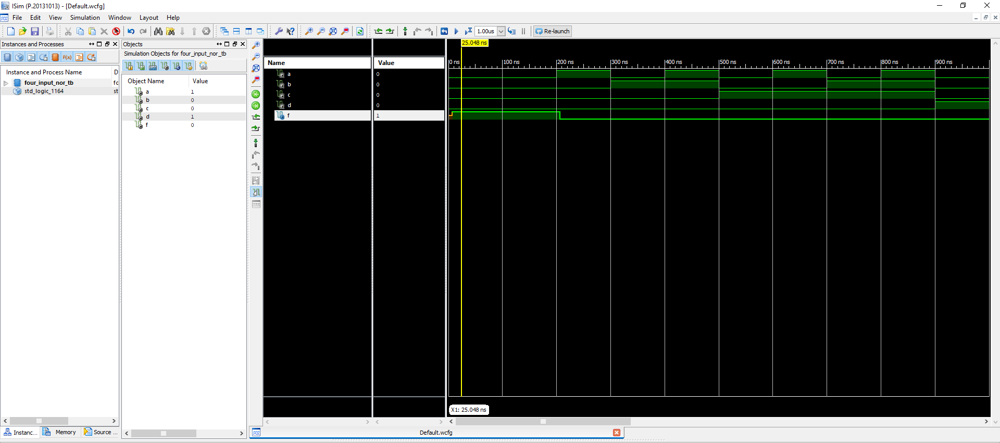 ISim (P.20131013) - [Default.wcfg]
File Edit View Simulation Window Layout Help
1.00us Re-launch
Instances and Processes
Instance and Process Name D
four_input_nor_tb fc
std_logic_1164 st
Instanc... Memory Source ...
Objects
Simulation Objects for four_input_nor_tb
Object Name Value
a 1
b 0
c 0
d 1
f 0
Name Value
a 0
b 0
c 0
d 0
f 1
25.048 ns
0 ns 100 ns 200 ns 300 ns 400 ns 500 ns 600 ns 700 ns 800 ns 900 ns
X1: 25.048 ns
Default.wcfg